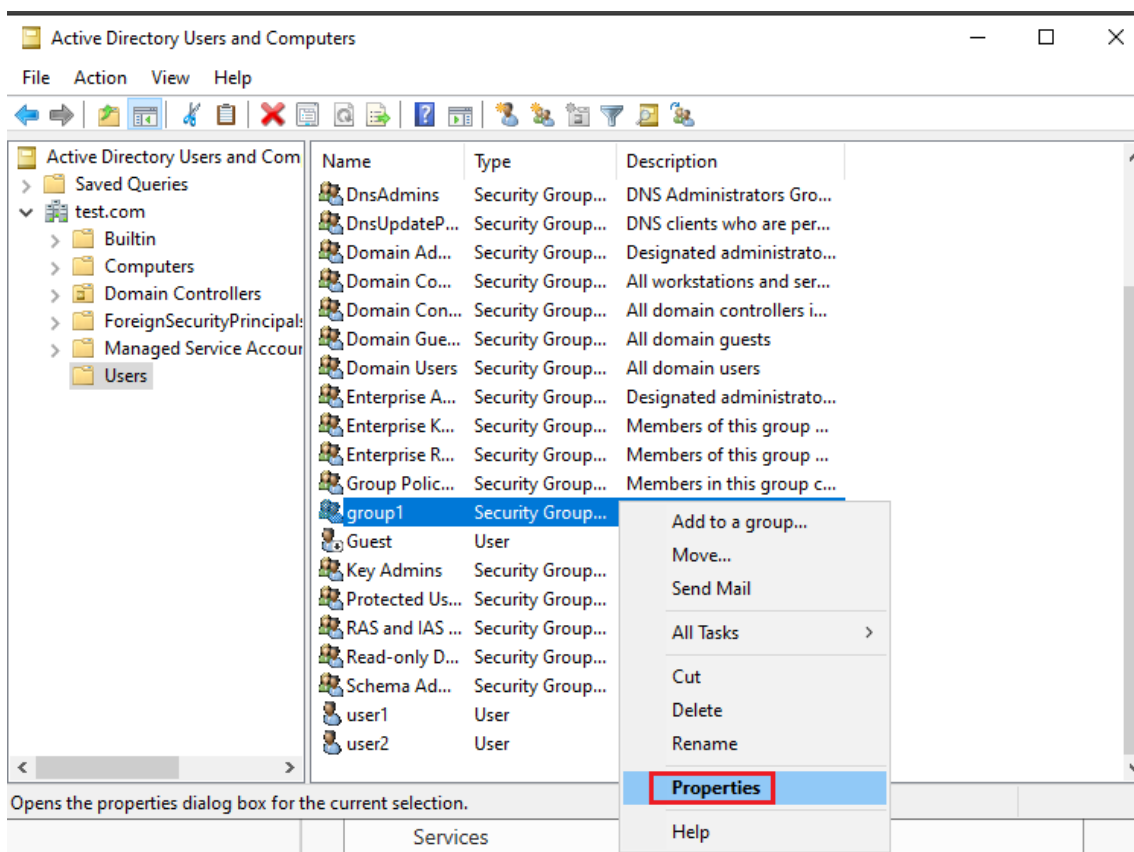 Active Directory Users and Computers
File Action View Help
Active Directory Users and Com
Saved Queries
test.com
Builtin
Computers
Domain Controllers
ForeignSecurityPrincipals
Managed Service Accour
Users
Name Type Description
DnsAdmins Security Group... DNS Administrators Gro...
DnsUpdateP... Security Group... DNS clients who are per...
Domain Ad... Security Group... Designated administrato...
Domain Co... Security Group... All workstations and ser...
Domain Con... Security Group... All domain controllers i...
Domain Gue... Security Group... All domain guests
Domain Users Security Group... All domain users
Enterprise A... Security Group... Designated administrato...
Enterprise K... Security Group... Members of this group ...
Enterprise R... Security Group... Members of this group ...
Group Polic... Security Group... Members in this group c...
group1 Security Group...
Guest User
Key Admins Security Group...
Protected Us... Security Group...
RAS and IAS ... Security Group...
Read-only D... Security Group...
Schema Ad... Security Group...
user1 User
user2 User
Add to a group...
Move...
Send Mail
All Tasks
Cut
Delete
Rename
Properties
Help
Opens the properties dialog box for the current selection.
Services